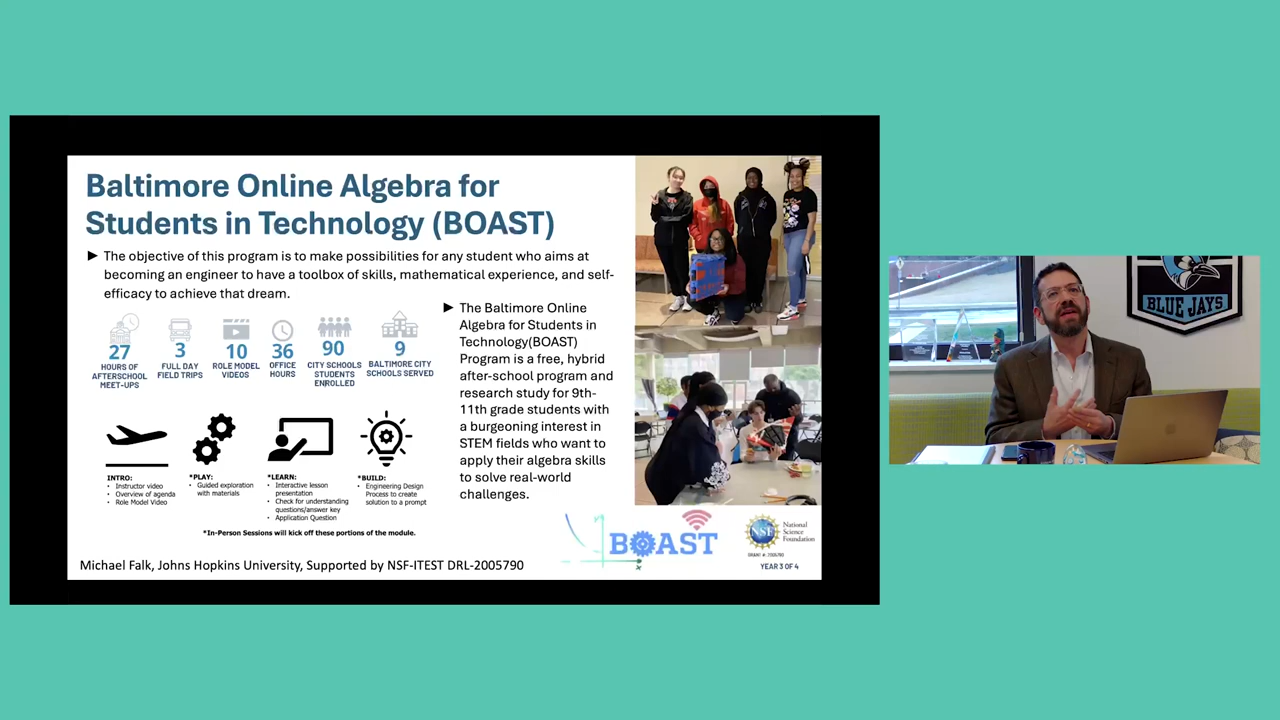 Baltimore Online Algebra for
Students in Technology (BOAST)
The objective of this program is to make possibilities for any student who aims at
becoming an engineer to have a toolbox of skills, mathematical experience, and self-
efficacy to achieve that dream.
27
HOURS OF
AFTERSCHOOL
MEET-UPS
3
FULL DAY
FIELD TRIPS
10
ROLE MODEL
VIDEOS
36
OFFICE
HOURS
90
CITY SCHOOLS
STUDENTS
ENROLLED
9
BALTIMORE CITY
SCHOOLS SERVED
The Baltimore Online
Algebra for Students in
Technology(BOAST)
Program is a free, hybrid
after-school program and
research study for 9th-
11th grade students with
a burgeoning interest in
STEM fields who want to
apply their algebra skills
to solve real-world
challenges.
INTRO:
• Instructor video
• Overview of agenda
• Role Model Video
*PLAY:
• Guided exploration
with materials
*LEARN:
• Interactive lesson
presentation
• Check for understanding
questions/answer key
• Application Question
*BUILD:
• Engineering Design
Process to create
solution to a prompt
*In-Person Sessions will kick off these portions of the module.
BOAST
NSF
National
Science
Foundation
YEAR 3 OF 4
Michael Falk, Johns Hopkins University, Supported by NSF-ITEST DRL-2005790
BLUE JAYS